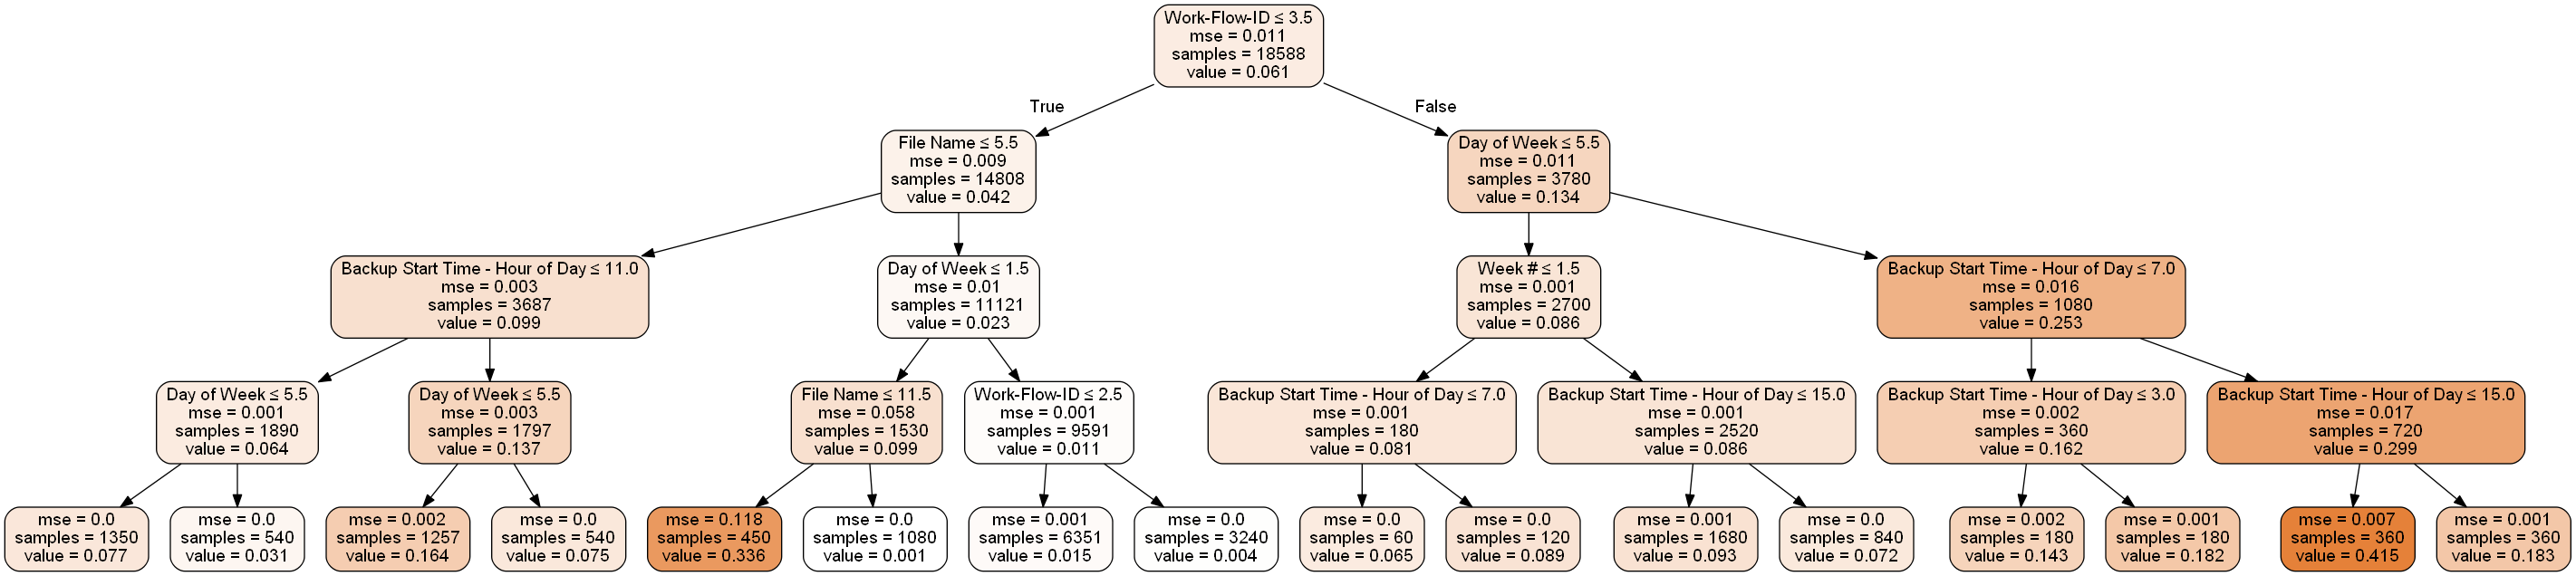 Work-Flow-ID ≤ 3.5
mse = 0.011
samples = 18588
value = 0.061
True
False
File Name ≤ 5.5
mse = 0.009
samples = 14808
value = 0.042
Day of Week ≤ 5.5
mse = 0.011
samples = 3780
value = 0.134
Backup Start Time - Hour of Day ≤ 11.0
mse = 0.003
samples = 3687
value = 0.099
Day of Week ≤ 1.5
mse = 0.01
samples = 11121
value = 0.023
Week # ≤ 1.5
mse = 0.001
samples = 2700
value = 0.086
Backup Start Time - Hour of Day ≤ 7.0
mse = 0.016
samples = 1080
value = 0.253
Day of Week ≤ 5.5
mse = 0.001
samples = 1890
value = 0.064
Day of Week ≤ 5.5
mse = 0.003
samples = 1797
value = 0.137
File Name ≤ 11.5
mse = 0.058
samples = 1530
value = 0.099
Work-Flow-ID ≤ 2.5
mse = 0.001
samples = 9591
value = 0.011
Backup Start Time - Hour of Day ≤ 7.0
mse = 0.001
samples = 180
value = 0.081
Backup Start Time - Hour of Day ≤ 15.0
mse = 0.001
samples = 2520
value = 0.086
Backup Start Time - Hour of Day ≤ 3.0
mse = 0.002
samples = 360
value = 0.162
Backup Start Time - Hour of Day ≤ 15.0
mse = 0.017
samples = 720
value = 0.299
mse = 0.0
samples = 1350
value = 0.077
mse = 0.0
samples = 540
value = 0.031
mse = 0.002
samples = 1257
value = 0.164
mse = 0.0
samples = 540
value = 0.075
mse = 0.118
samples = 450
value = 0.336
mse = 0.0
samples = 1080
value = 0.001
mse = 0.001
samples = 6351
value = 0.015
mse = 0.0
samples = 3240
value = 0.004
mse = 0.0
samples = 60
value = 0.065
mse = 0.0
samples = 120
value = 0.089
mse = 0.001
samples = 1680
value = 0.093
mse = 0.0
samples = 840
value = 0.072
mse = 0.002
samples = 180
value = 0.143
mse = 0.001
samples = 180
value = 0.182
mse = 0.007
samples = 360
value = 0.415
mse = 0.001
samples = 360
value = 0.183